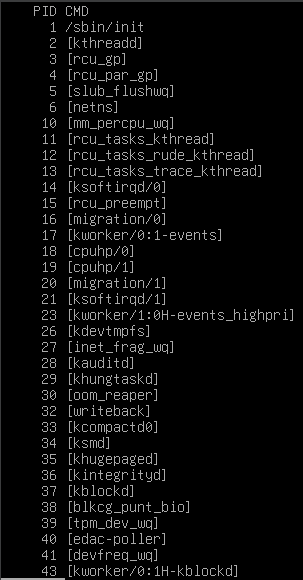 PID CMD
1 /sbin/init
2 [kthreadd]
3 [rcu_gp]
4 [rcu_par_gp]
5 [slub_flushwq]
6 [netns]
10 [mm_percpu_wq]
11 [rcu_tasks_kthread]
12 [rcu_tasks_rude_kthread]
13 [rcu_tasks_trace_kthread]
14 [ksoftirqd/0]
15 [rcu_preempt]
16 [migration/0]
17 [kworker/0:1-events]
18 [cpuhp/0]
19 [cpuhp/1]
20 [migration/1]
21 [ksoftirqd/1]
23 [kworker/1:0H-events_highpri]
26 [kdevtmpfs]
27 [inet_frag_wq]
28 [kauditd]
29 [khungtaskd]
30 [oom_reaper]
32 [writeback]
33 [kcompactd0]
34 [ksmd]
35 [khugepaged]
36 [kintegrityd]
37 [kblockd]
38 [blkcg_punt_bio]
39 [tpm_dev_wq]
40 [edac-poller]
41 [devfreq_wq]
43 [kworker/0:1H-kblockd]